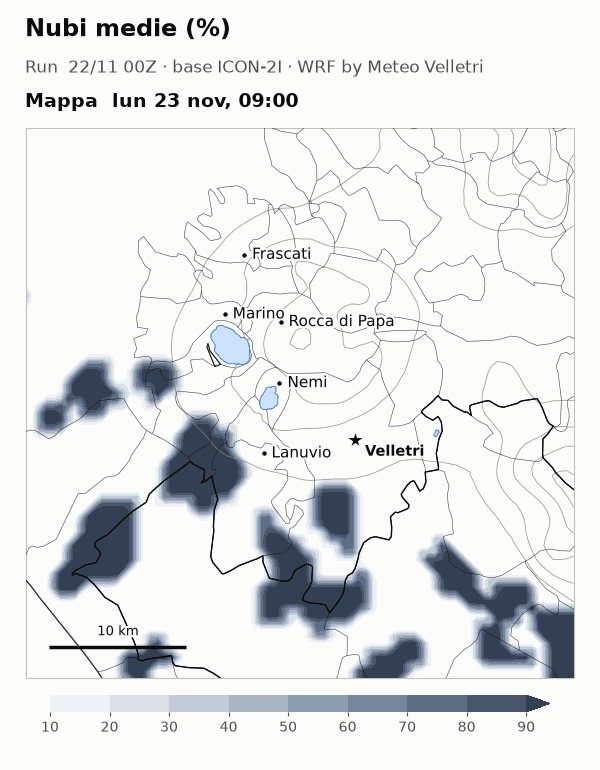 Nubi medie (%)
Run  22/11 00Z · base ICON-2I · WRF by Meteo Velletri
Mappa  lun 23 nov, 09:00
Frascati
Marino
Rocca di Papa
Nemi
Velletri
Lanuvio
10 km
10 20 30 40 50 60 70 80 90